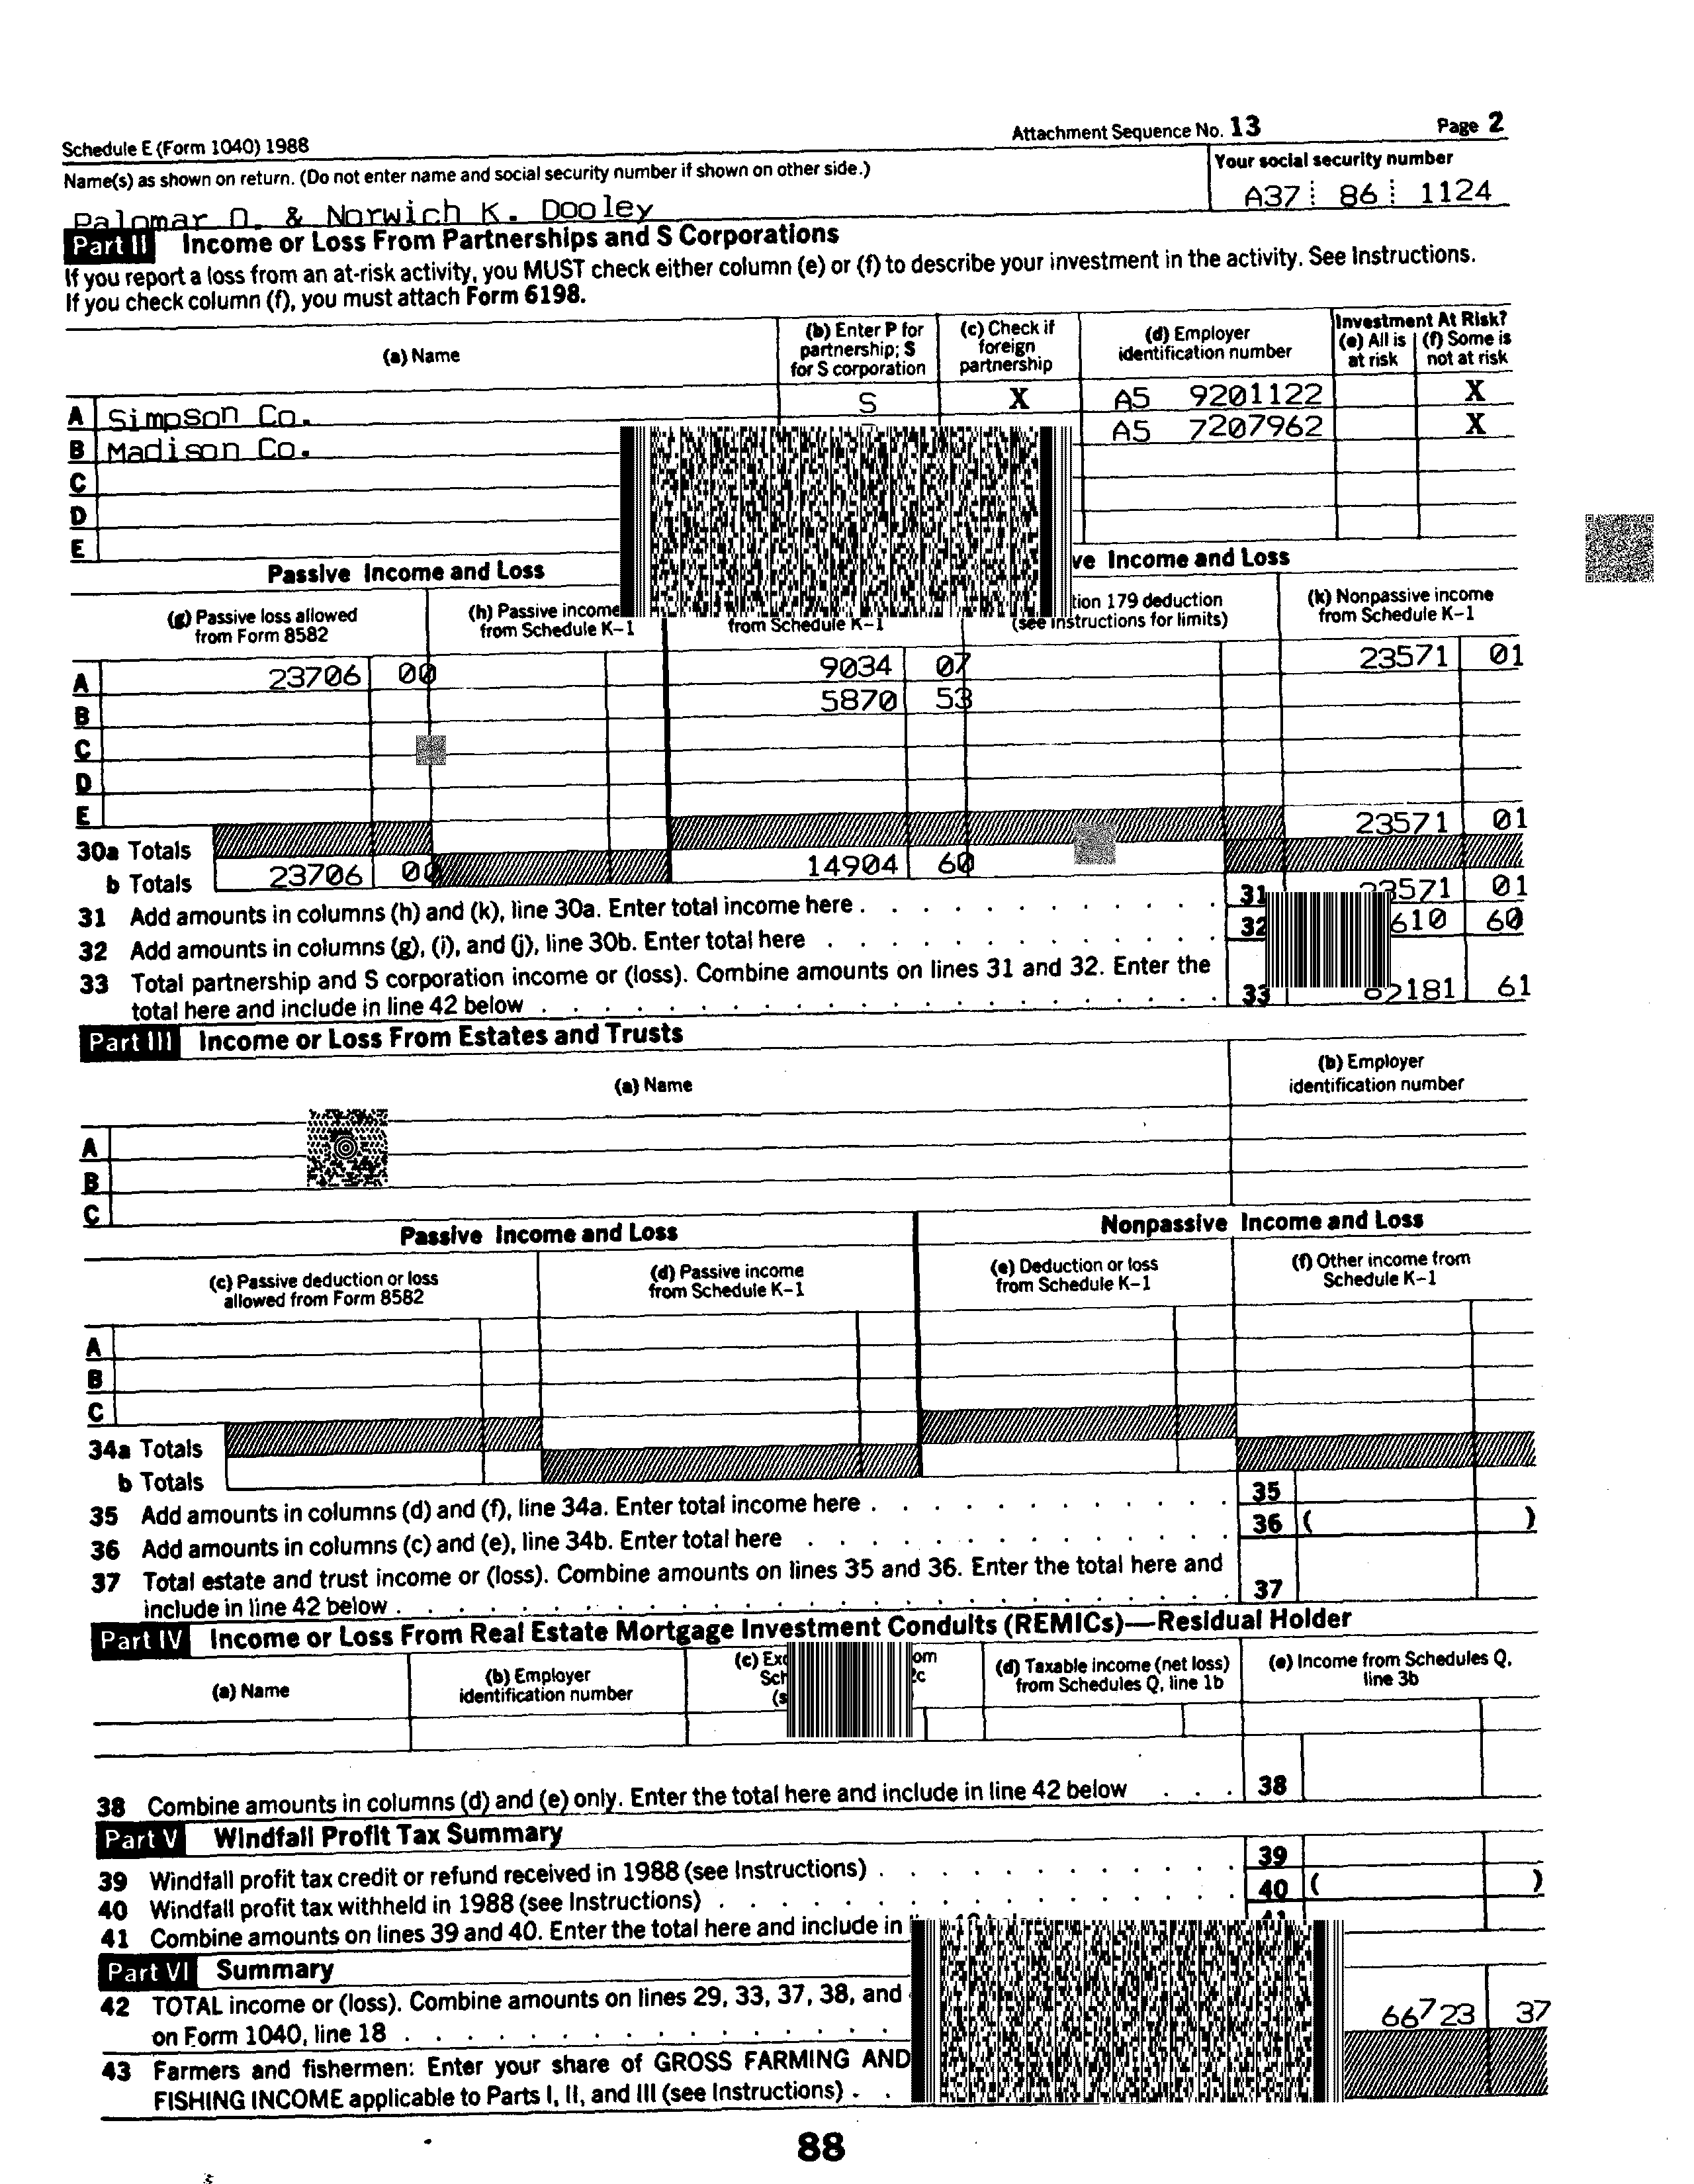 Schedule E (Form 1040) 1988 Attachment Sequence No. 13 Page 2
Name(s) as shown on return. (Do not enter name and social security number if shown on other side.) Your social security number
Palomar O. & Norwich K. Dooley A37 86 1124
Part II Income or Loss From Partnerships and S Corporations
If you report a loss from an at-risk activity, you MUST check either column (e) or (f) to describe your investment in the activity. See Instructions.
If you check column (f), you must attach Form 6198.
(a) Name (b) Enter P for partnership; S for S corporation (c) Check if foreign partnership (d) Employer identification number Investment At Risk? (e) All is at risk (f) Some is not at risk
A Simpson Co. S X A5 9201122 X
B Madison Co. A5 7207962 X
C
D
E
Passive Income and Loss Income and Loss
(g) Passive loss allowed from Form 8582 (h) Passive income from Schedule K-1 from Schedule K-1 179 deduction (see instructions for limits) (k) Nonpassive income from Schedule K-1
A 23706 00 9034 07 23571 01
B 5870 53
C
D
E
30a Totals 23571 01
b Totals 23706 00 14904 60
31 Add amounts in columns (h) and (k), line 30a. Enter total income here . 31 01
32 Add amounts in columns (g), (i), and (j), line 30b. Enter total here 32 60
33 Total partnership and S corporation income or (loss). Combine amounts on lines 31 and 32. Enter the
total here and include in line 42 below 33 61
Part III Income or Loss From Estates and Trusts
(a) Name (b) Employer identification number
A
B
C
Passive Income and Loss Nonpassive Income and Loss
(c) Passive deduction or loss allowed from Form 8582 (d) Passive income from Schedule K-1 (e) Deduction or loss from Schedule K-1 (f) Other income from Schedule K-1
A
B
C
34a Totals
b Totals
35 Add amounts in columns (d) and (f), line 34a. Enter total income here . 35
36 Add amounts in columns (c) and (e), line 34b. Enter total here 36 ( )
37 Total estate and trust income or (loss). Combine amounts on lines 35 and 36. Enter the total here and
include in line 42 below . 37
Part IV Income or Loss From Real Estate Mortgage Investment Conduits (REMICs)—Residual Holder
(a) Name (b) Employer identification number (c) (d) Taxable income (net loss) from Schedules Q, line 1b (e) Income from Schedules Q, line 3b
38 Combine amounts in columns (d) and (e) only. Enter the total here and include in line 42 below 38
Part V Windfall Profit Tax Summary
39 Windfall profit tax credit or refund received in 1988 (see Instructions) . 39
40 Windfall profit tax withheld in 1988 (see Instructions) . 40 ( )
41 Combine amounts on lines 39 and 40. Enter the total here and include in
Part VI Summary
42 TOTAL income or (loss). Combine amounts on lines 29, 33, 37, 38, and
on Form 1040, line 18 . 66723 37
43 Farmers and fishermen: Enter your share of GROSS FARMING AND
FISHING INCOME applicable to Parts I, II, and III (see Instructions) .
88